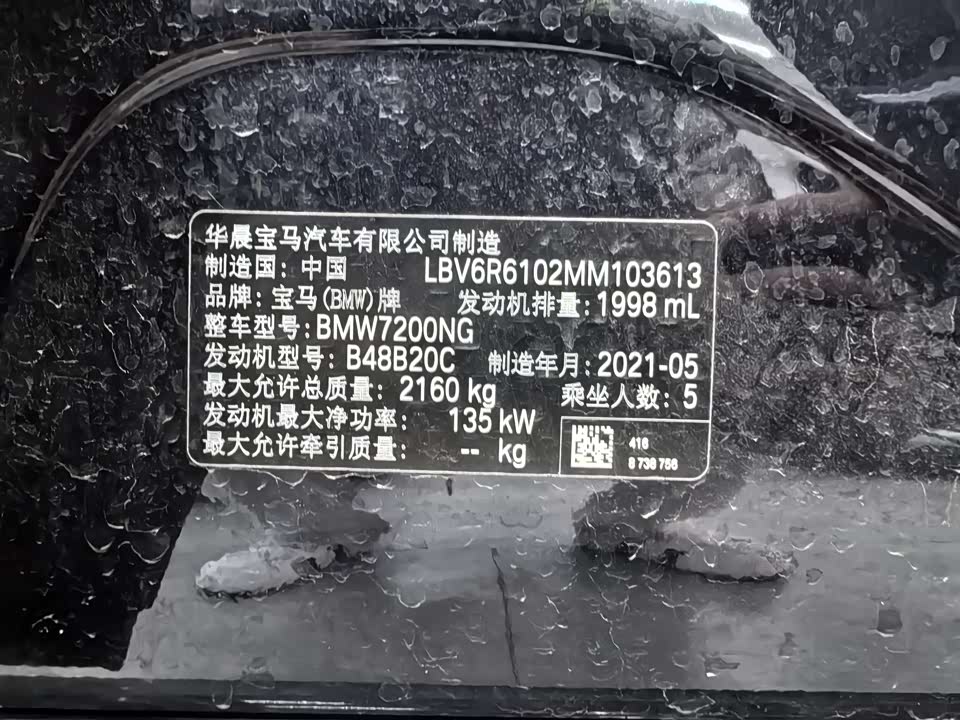 华晨宝马汽车有限公司制造
制造国：中国 LBV6R6102MM103613
品牌：宝马(BMW)牌 发动机排量：1998 mL
整车型号：BMW7200NG
发动机型号：B48B20C 制造年月：2021-05
最大允许总质量：2160 kg 乘坐人数：5
发动机最大净功率：135 kW
最大允许牵引质量：-- kg
416
8 736 756